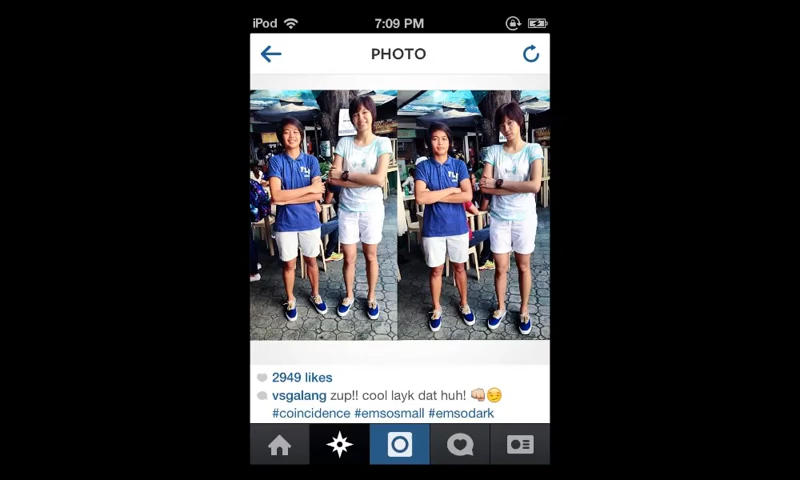 iPod 7:09 PM
PHOTO
2949 likes
vsgalang zup!! cool layk dat huh! 👊😏
#coincidence #emsosmall #emsodark